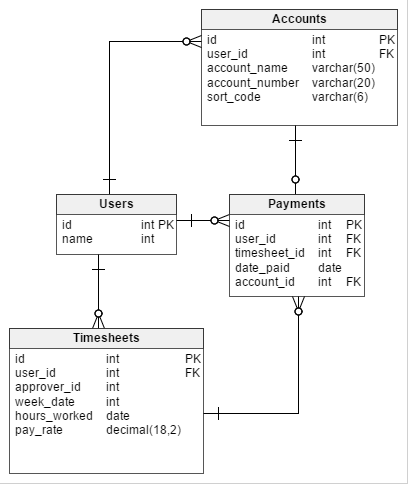 Accounts
id int PK
user_id int FK
account_name varchar(50)
account_number varchar(20)
sort_code varchar(6)
Users
id int PK
name int
Payments
id int PK
user_id int FK
timesheet_id int FK
date_paid date
account_id int FK
Timesheets
id int PK
user_id int FK
approver_id int
week_date int
hours_worked date
pay_rate decimal(18,2)